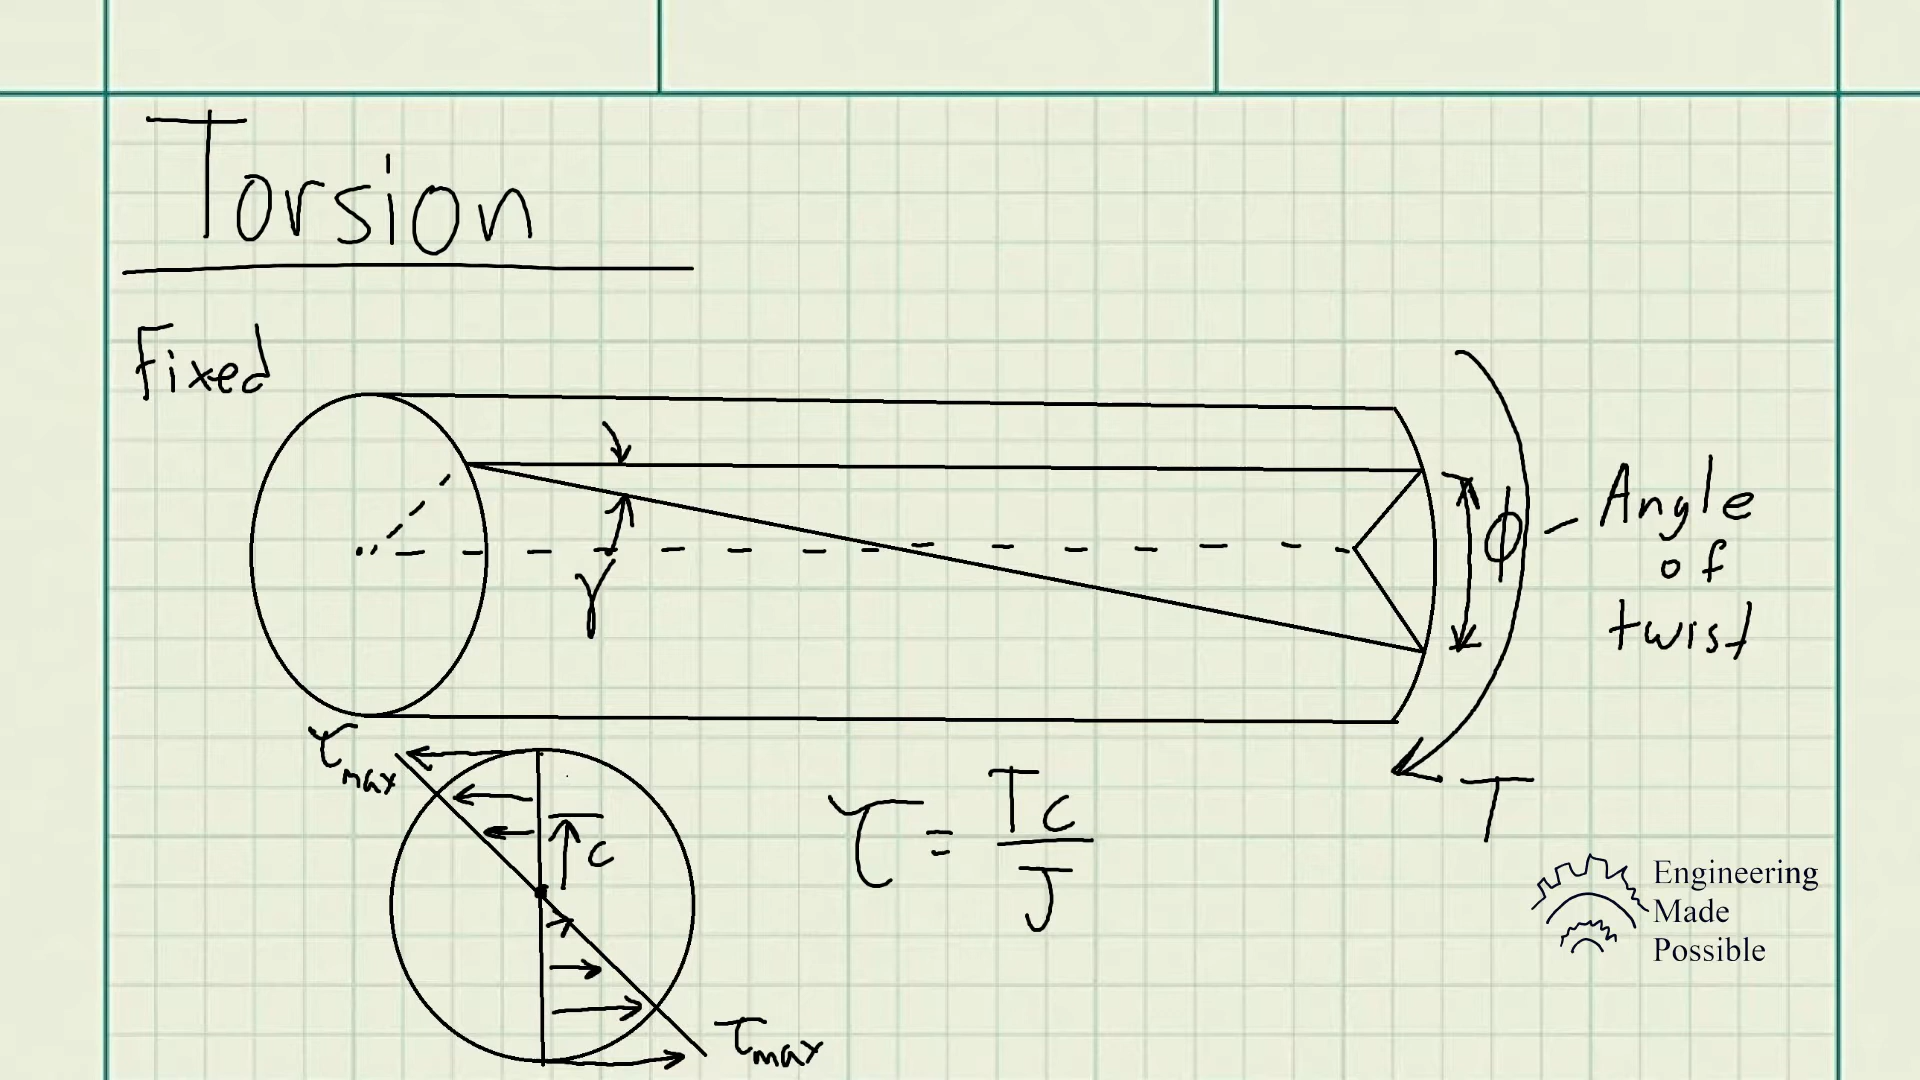 Torsion
Fixed
γ
ϕ - Angle
of
twist
T
τmax
c
τ = Tc/J
τmax
Engineering
Made
Possible